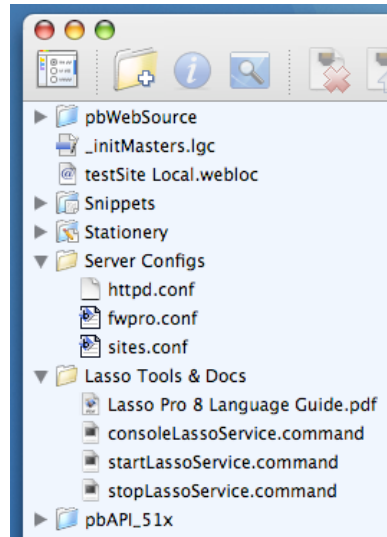 pbWebSource
_initMasters.lgc
testSite Local.webloc
Snippets
Stationery
Server Configs
httpd.conf
fwpro.conf
sites.conf
Lasso Tools & Docs
Lasso Pro 8 Language Guide.pdf
consoleLassoService.command
startLassoService.command
stopLassoService.command
pbAPI_51x